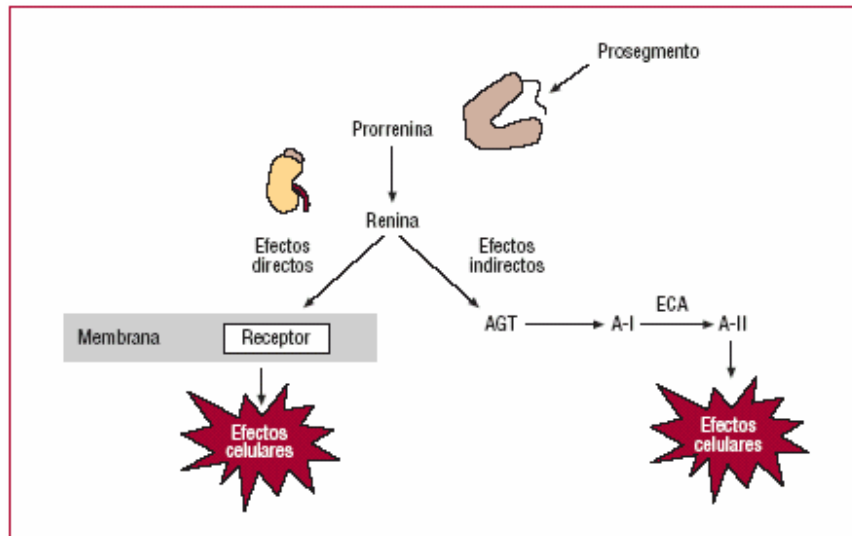 Prosegmento
Prorrenina
Renina
Efectos
directos
Efectos
indirectos
Membrana
Receptor
AGT
A-I
ECA
A-II
Efectos
celulares
Efectos
celulares